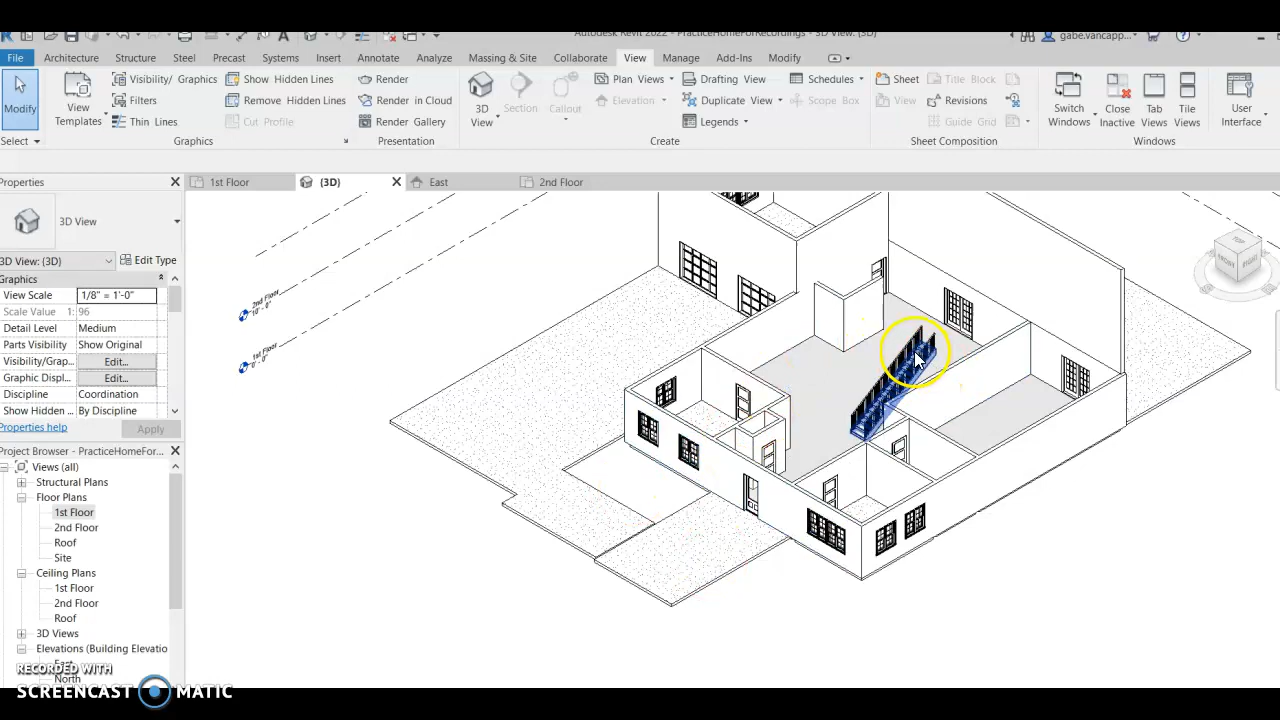 Autodesk Revit 2022 - PracticeHomeForRecordings - 3D View: (3D)
gabe.vancapp...
File Architecture Structure Steel Precast Systems Insert Annotate Analyze Massing & Site Collaborate View Manage Add-Ins Modify
Modify
Select
View Templates
Visibility/ Graphics
Filters
Thin Lines
Show Hidden Lines
Remove Hidden Lines
Cut Profile
Graphics
Render
Render in Cloud
Render Gallery
Presentation
3D View
Section
Callout
Plan Views
Elevation
Drafting View
Duplicate View
Legends
Schedules
Scope Box
Create
Sheet
View
Title Block
Revisions
Guide Grid
Sheet Composition
Switch Windows
Close Inactive
Tab Views
Tile Views
Windows
User Interface
Properties
1st Floor
(3D)
East
2nd Floor
3D View
3D View: (3D)
Edit Type
Graphics
View Scale 1/8" = 1'-0"
Scale Value 1: 96
Detail Level Medium
Parts Visibility Show Original
Visibility/Grap... Edit...
Graphic Displ... Edit...
Discipline Coordination
Show Hidden ... By Discipline
Properties help
Apply
Project Browser - PracticeHomeFor...
Views (all)
Structural Plans
Floor Plans
1st Floor
2nd Floor
Roof
Site
Ceiling Plans
1st Floor
2nd Floor
Roof
3D Views
Elevations (Building Elevatio
East
North
2nd Floor
1st Floor
0' - 0"
TOP
FRONT
RIGHT
RECORDED WITH
SCREENCAST MATIC